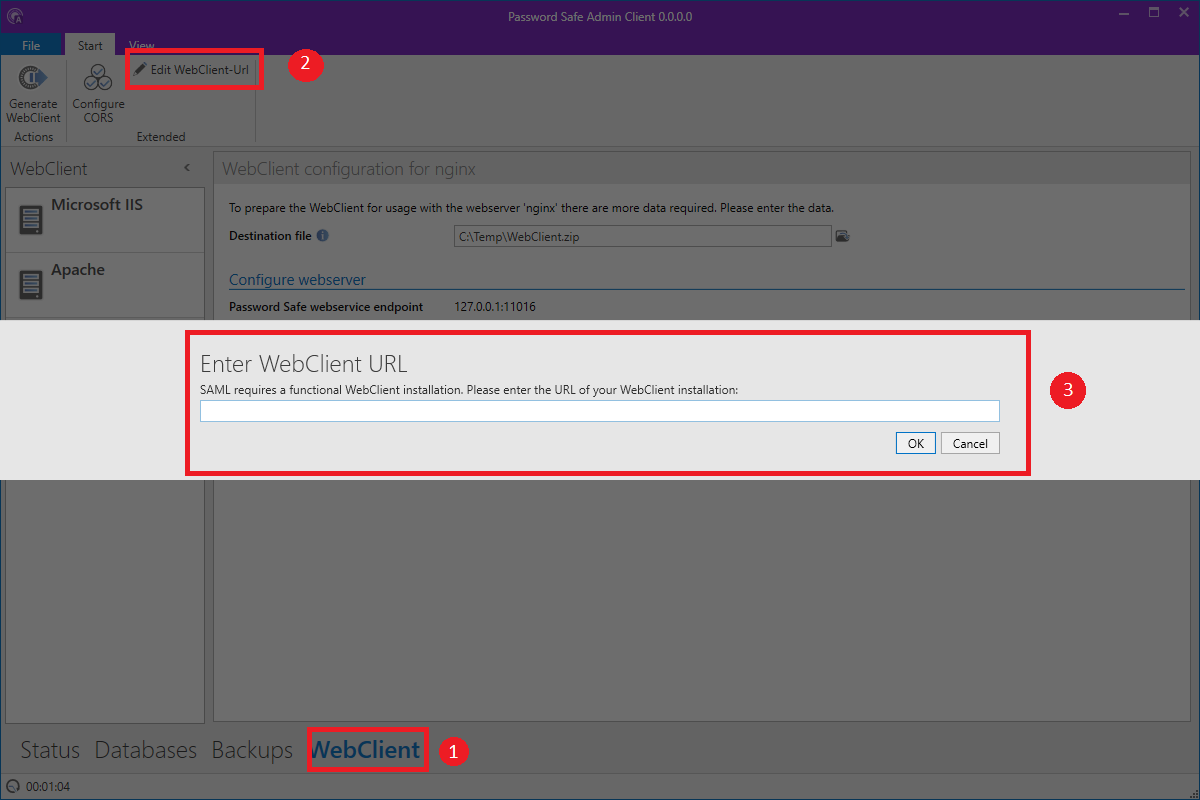 Password Safe Admin Client 0.0.0.0
File
Start
View
Edit WebClient-Url
2
Generate
WebClient
Configure
CORS
Actions
Extended
WebClient
WebClient configuration for nginx
Microsoft IIS
Apache
To prepare the WebClient for usage with the webserver 'nginx' there are more data required. Please enter the data.
Destination file
C:\Temp\WebClient.zip
Configure webserver
Password Safe webservice endpoint
127.0.0.1:11016
Enter WebClient URL
SAML requires a functional WebClient installation. Please enter the URL of your WebClient installation:
3
OK
Cancel
Status
Databases
Backups
WebClient
1
00:01:04